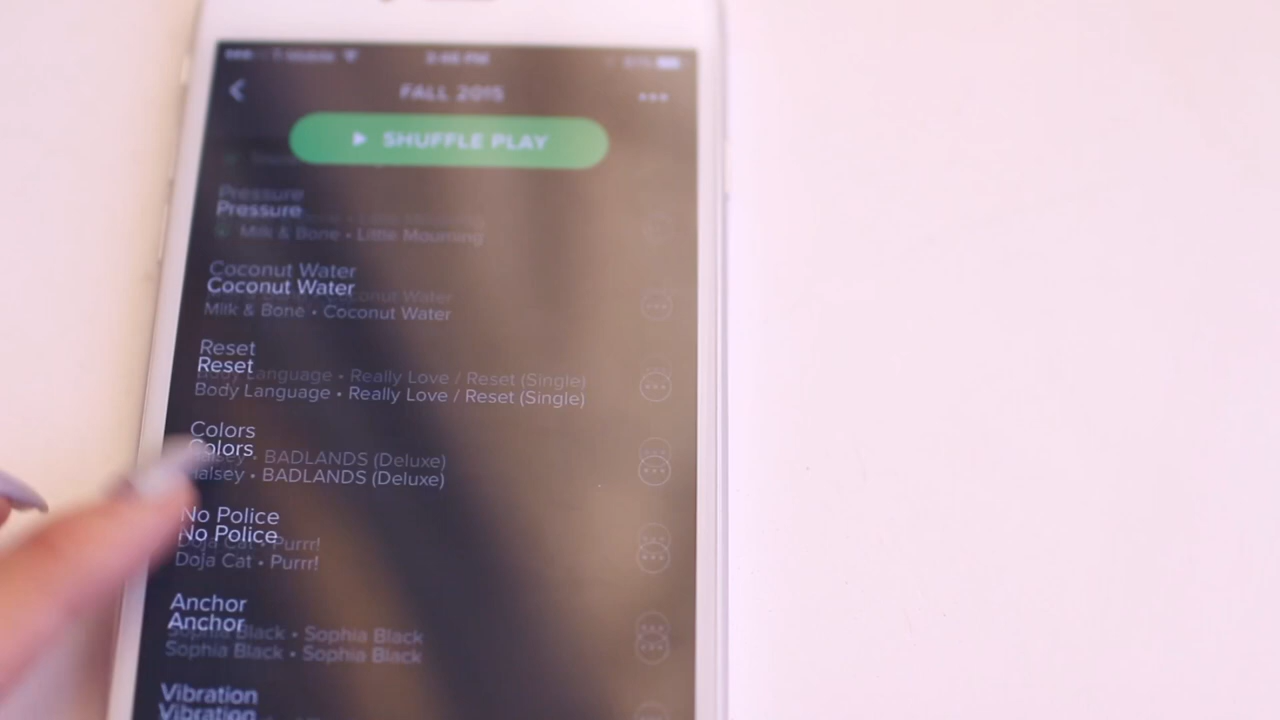 FALL 2015
SHUFFLE PLAY
Pressure
Milk & Bone • Little Mourning
Coconut Water
Milk & Bone • Coconut Water
Reset
Body Language • Really Love / Reset (Single)
Colors
Halsey • BADLANDS (Deluxe)
No Police
Doja Cat • Purrr!
Anchor
Sophia Black • Sophia Black
Vibration